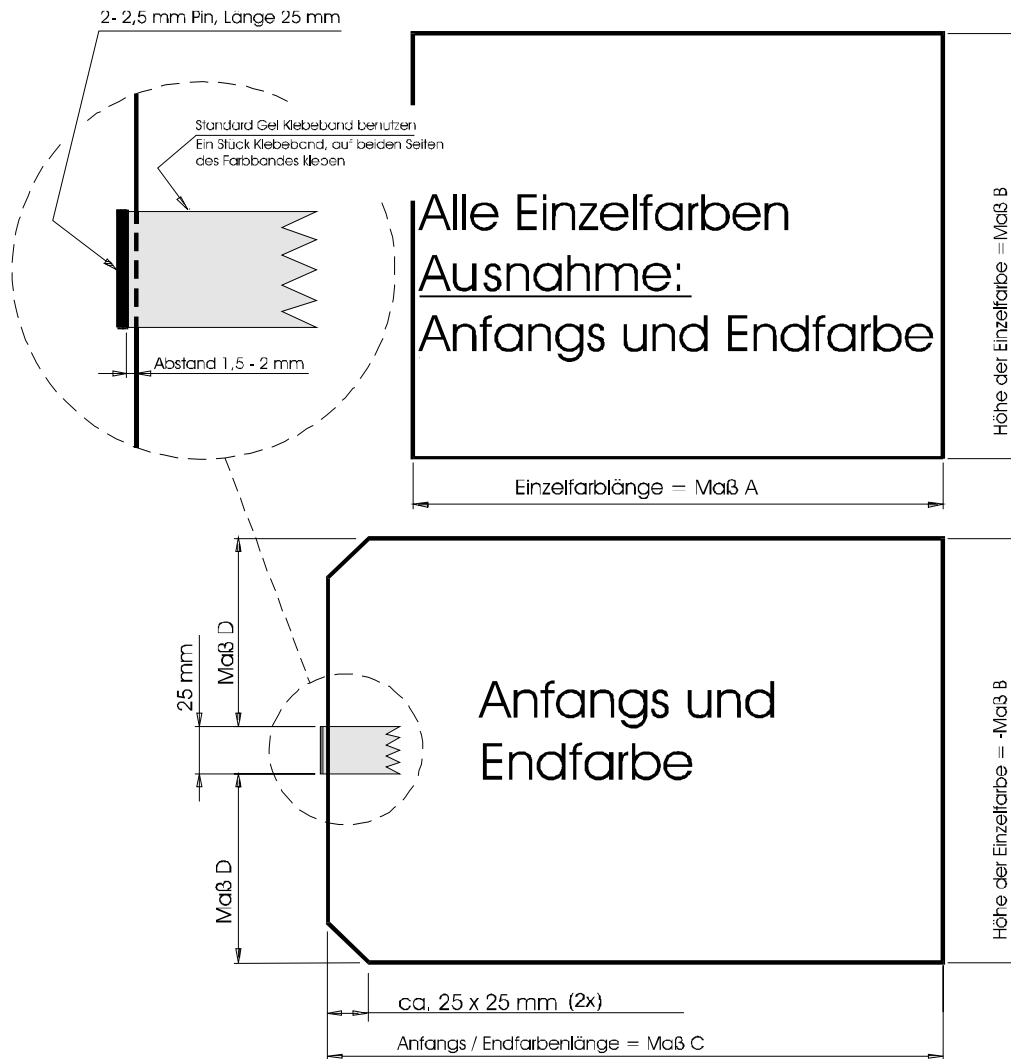 2- 2,5 mm Pin, Länge 25 mm
Standard Gel Klebeband benutzen
Ein Stück Klebeband, auf beiden Seiten
des Farbbandes kleben
Abstand 1,5 - 2 mm
Alle Einzelfarben
Ausnahme:
Anfangs und Endfarbe
Höhe der Einzelfarbe = Maß B
Einzelfarblänge = Maß A
Maß D
25 mm
Maß D
Anfangs und
Endfarbe
Höhe der Einzelfarbe = -Maß B
ca. 25 x 25 mm (2x)
Anfangs / Endfarbenlänge = Maß C